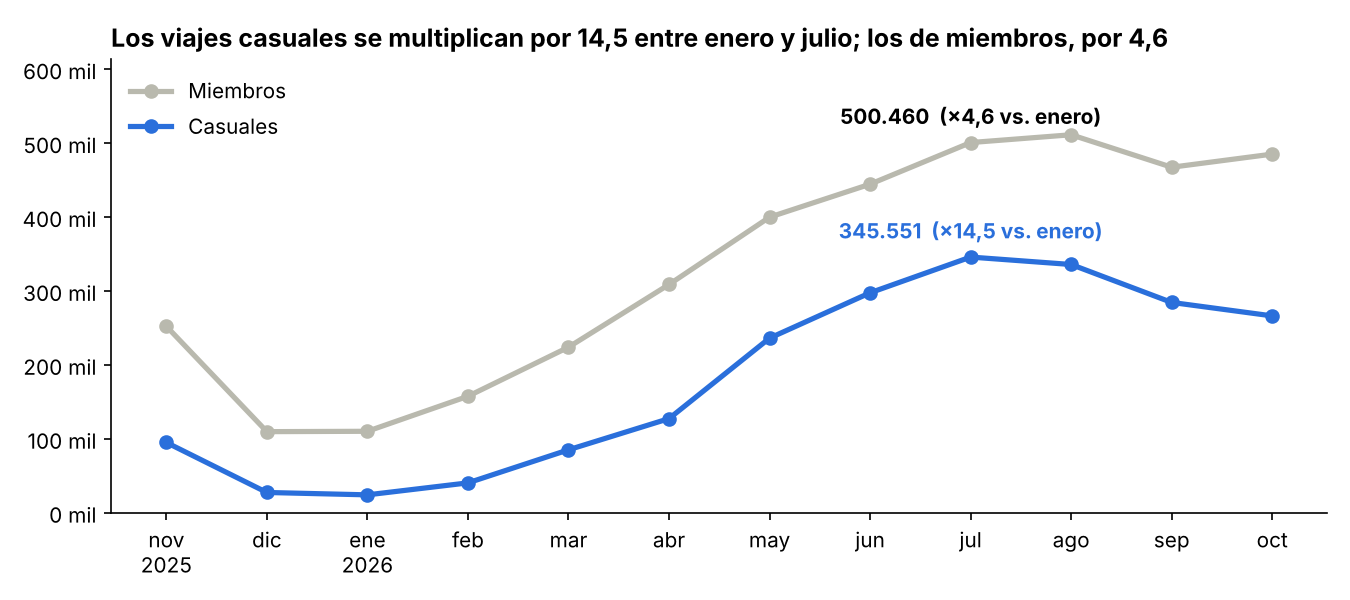 Los viajes casuales se multiplican por 14,5 entre enero y julio; los de miembros, por 4,6
600 mil
500 mil
400 mil
300 mil
200 mil
100 mil
0 mil
Miembros
Casuales
500.460 (×4,6 vs. enero)
345.551 (×14,5 vs. enero)
nov dic ene feb mar abr may jun jul ago sep oct
2025 2026